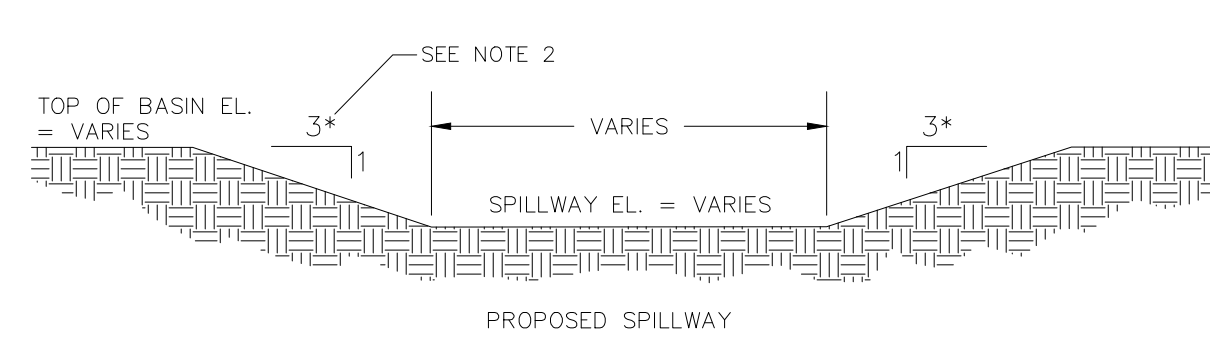 SEE NOTE 2
TOP OF BASIN EL.
= VARIES
3*
1
VARIES
3*
1
SPILLWAY EL. = VARIES
PROPOSED SPILLWAY